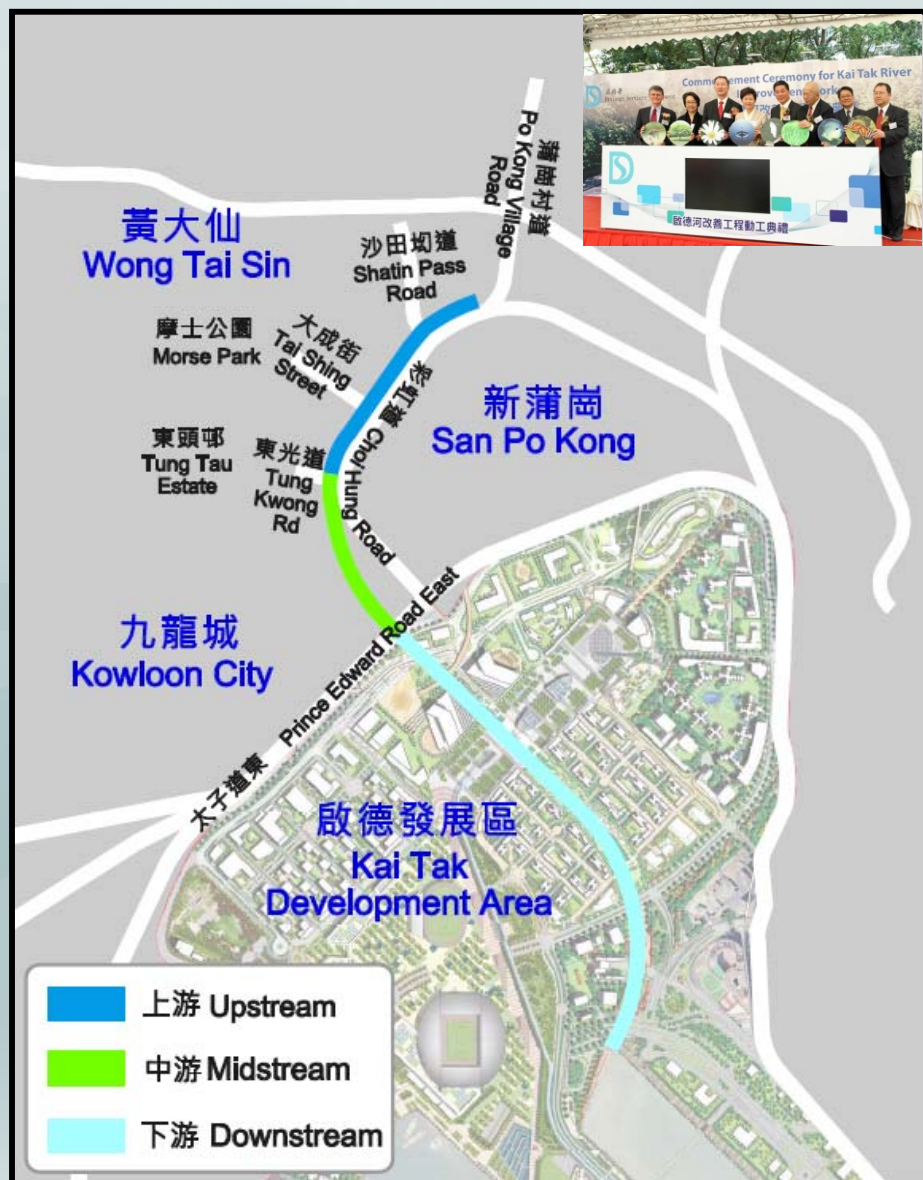 Commencement Ceremony for Kai Tak River
啟德河改善工程動工典禮
蒲崗村道
Po Kong Village
Road
黃大仙
Wong Tai Sin
沙田坳道
Shatin Pass
Road
摩士公園
Morse Park
大成街
Tai Shing
Street
彩虹道 Choi Hung Road
新蒲崗
San Po Kong
東頭邨
Tung Tau
Estate
東光道
Tung
Kwong
Rd
九龍城
Kowloon City
太子道東 Prince Edward Road East
啟德發展區
Kai Tak
Development Area
上游 Upstream
中游 Midstream
下游 Downstream